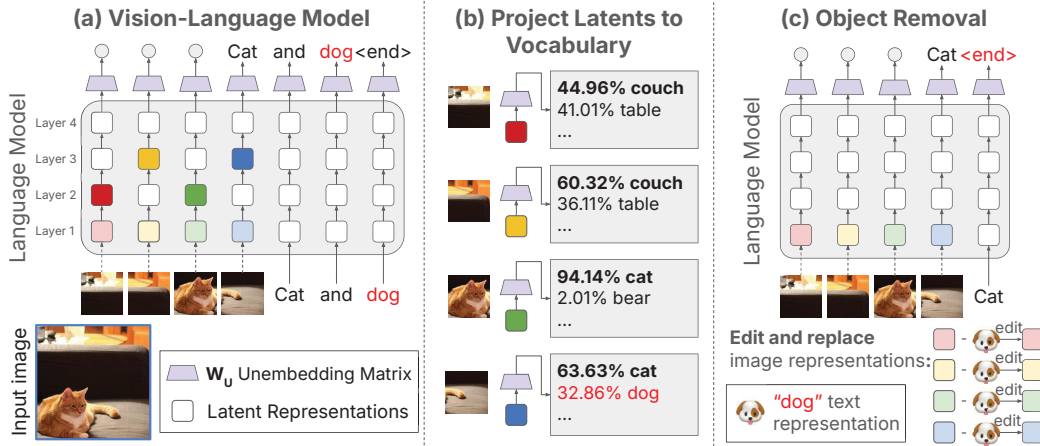 (a) Vision-Language Model
Cat and dog <end>
Language Model
Layer 4
Layer 3
Layer 2
Layer 1
Cat and dog
Input image
W_U Unembedding Matrix
Latent Representations
(b) Project Latents to
Vocabulary
44.96% couch
41.01% table
...
60.32% couch
36.11% table
...
94.14% cat
2.01% bear
...
63.63% cat
32.86% dog
...
(c) Object Removal
Cat <end>
Language Model
Cat
Edit and replace
image representations:
- edit
- edit
- edit
- edit
"dog" text
representation